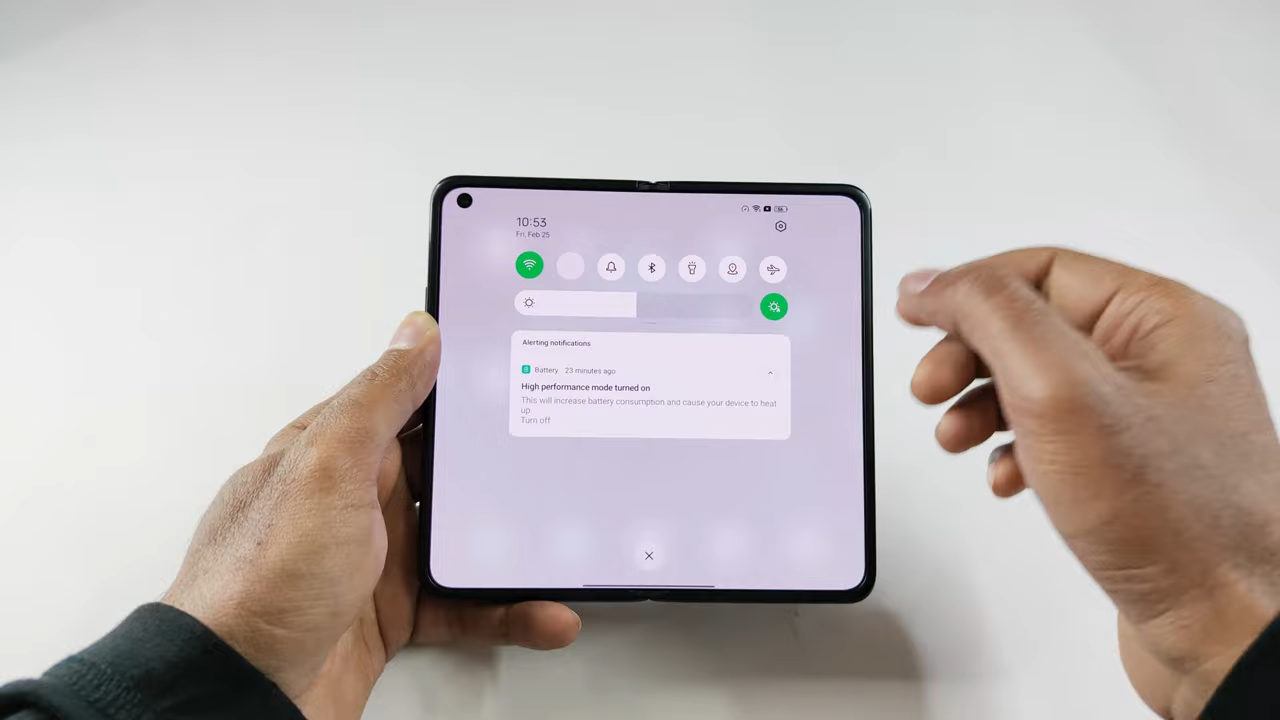 10:53
Fri, Feb 25
Alerting notifications
Battery 23 minutes ago
High performance mode turned on
This will increase battery consumption and cause your device to heat
up.
Turn off